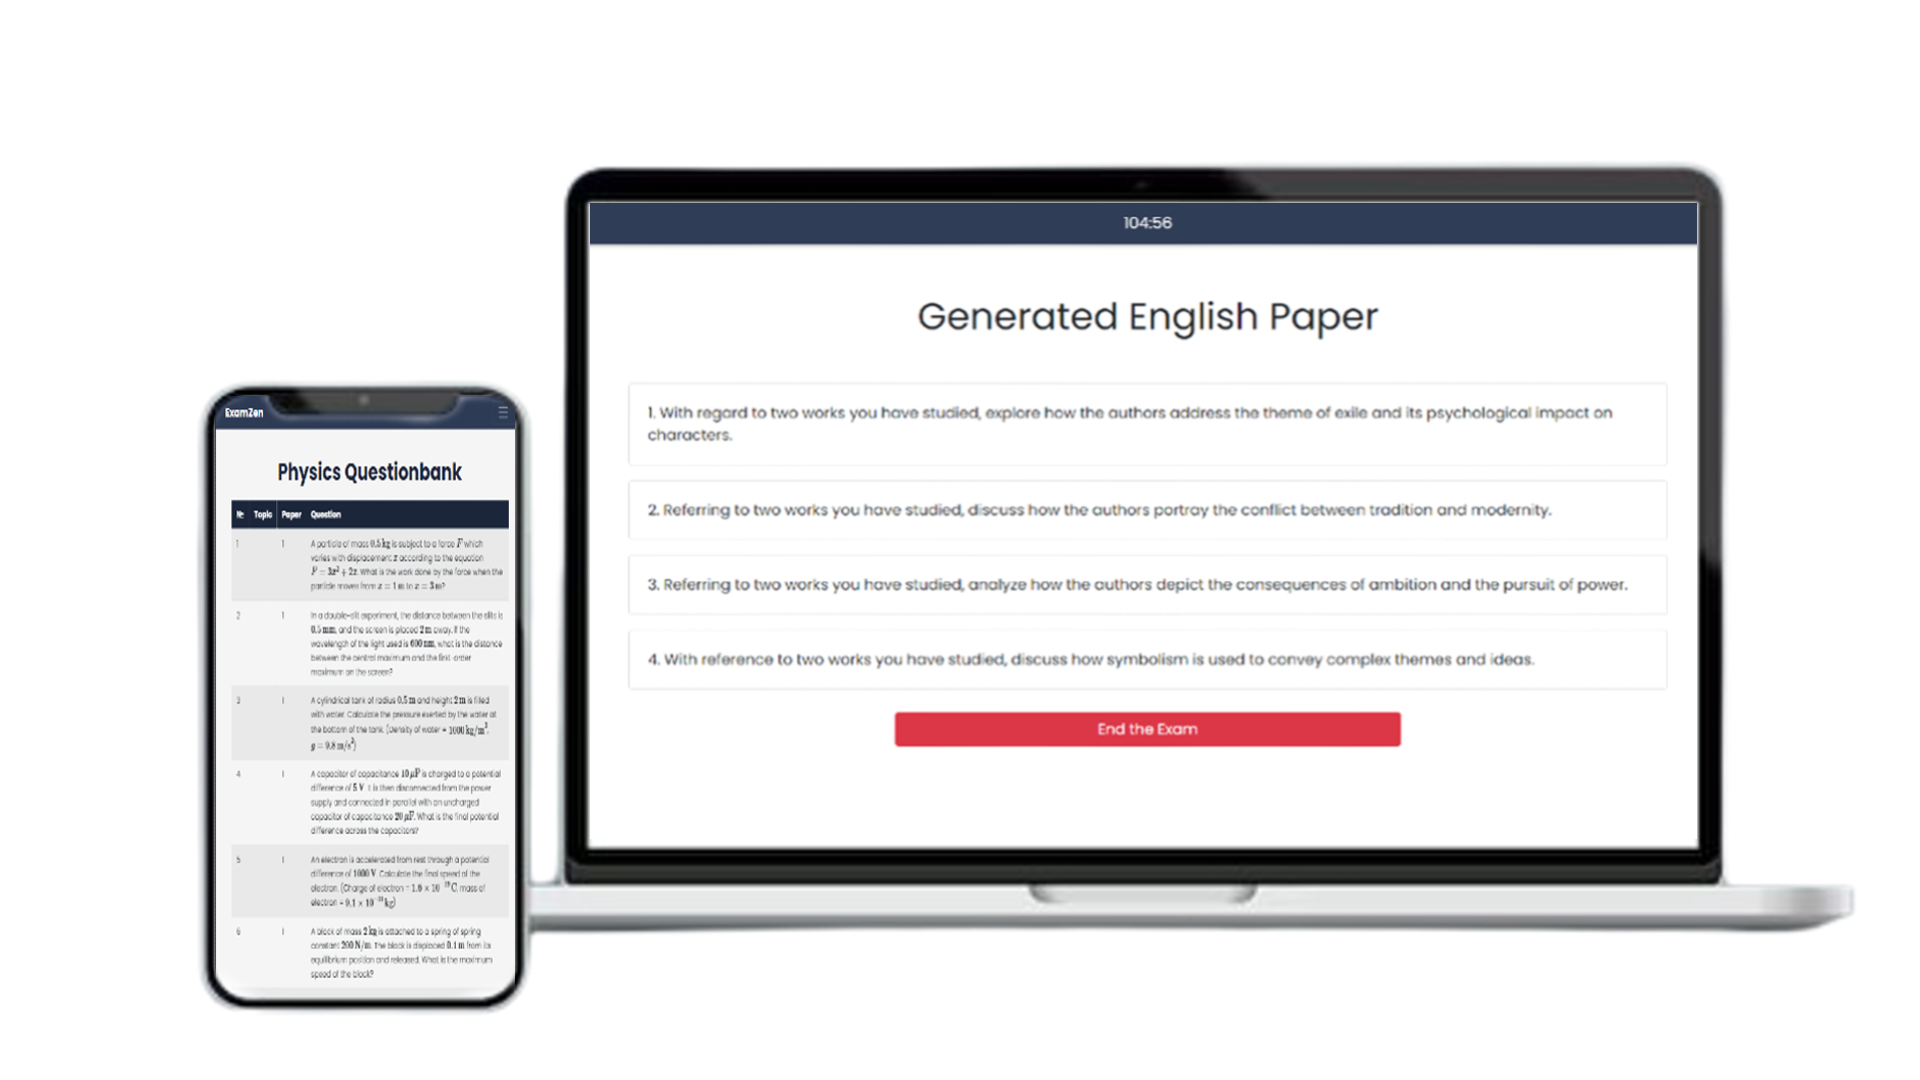 104:56
Generated English Paper
1. With regard to two works you have studied, explore how the authors address the theme of exile and its psychological impact on
characters.
2. Referring to two works you have studied, discuss how the authors portray the conflict between tradition and modernity.
3. Referring to two works you have studied, analyze how the authors depict the consequences of ambition and the pursuit of power.
4. With reference to two works you have studied, discuss how symbolism is used to convey complex themes and ideas.
End the Exam
ExamZen
Physics Questionbank
№ Topic Paper Question
1 1 A particle of mass 0.5 kg is subject to a force F which
varies with displacement x according to the equation
F = 3x² + 2x. What is the work done by the force when the
particle moves from x = 1 m to x = 3 m?
2 1 In a double-slit experiment, the distance between the slits is
0.5 mm, and the screen is placed 2 m away. If the
wavelength of the light used is 600 nm, what is the distance
between the central maximum and the first-order
maximum on the screen?
3 1 A cylindrical tank of radius 0.5 m and height 2 m is filled
with water. Calculate the pressure exerted by the water at
the bottom of the tank. (Density of water = 1000 kg/m³,
g = 9.8 m/s²)
4 1 A capacitor of capacitance 10 μF is charged to a potential
difference of 5 V. It is then disconnected from the power
supply and connected in parallel with an uncharged
capacitor of capacitance 20 μF. What is the final potential
difference across the capacitors?
5 1 An electron is accelerated from rest through a potential
difference of 1000 V. Calculate the final speed of the
electron. (Charge of electron = 1.6 × 10⁻¹⁹ C, mass of
electron = 9.1 × 10⁻³¹ kg)
6 1 A block of mass 2 kg is attached to a spring of spring
constant 200 N/m. The block is displaced 0.1 m from its
equilibrium position and released. What is the maximum
speed of the block?